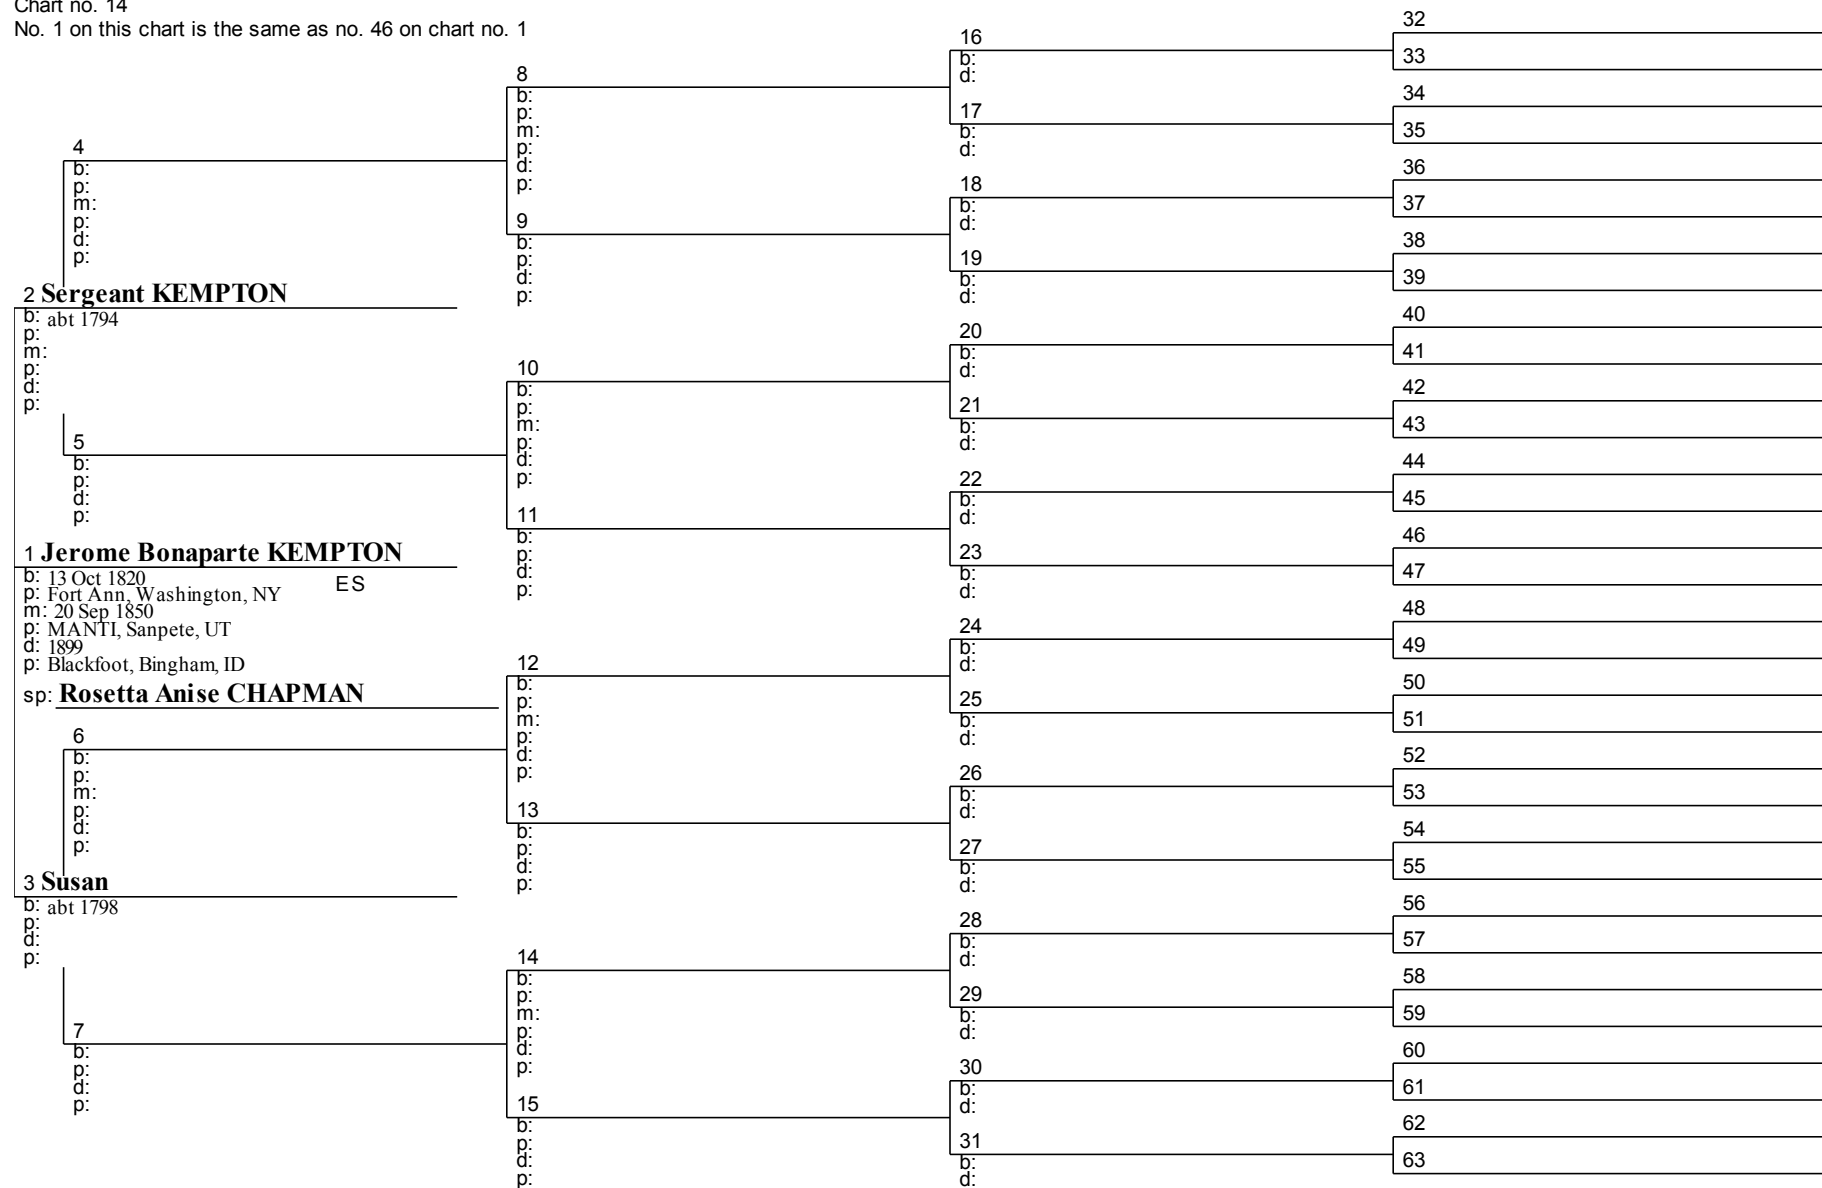 Chart no. 14
No. 1 on this chart is the same as no. 46 on chart no. 1
4
b:
p:
m:
p:
d:
p:
2 Sergeant KEMPTON
b: abt 1794
p:
m:
p:
d:
p:
5
b:
p:
d:
p:
1 Jerome Bonaparte KEMPTON
b: 13 Oct 1820
ES
p: Fort Ann, Washington, NY
m: 20 Sep 1850
p: MANTI, Sanpete, UT
d: 1899
p: Blackfoot, Bingham, ID
sp: Rosetta Anise CHAPMAN
6
b:
p:
m:
p:
d:
p:
3 Susan
b: abt 1798
p:
d:
p:
7
b:
p:
d:
p:
8
b:
p:
m:
p:
d:
p:
9
b:
p:
d:
p:
10
b:
p:
m:
p:
d:
p:
11
b:
p:
d:
p:
12
b:
p:
m:
p:
d:
p:
13
b:
p:
d:
p:
14
b:
p:
m:
p:
d:
p:
15
b:
p:
d:
p:
16
b:
d:
17
b:
d:
18
b:
d:
19
b:
d:
20
b:
d:
21
b:
d:
22
b:
d:
23
b:
d:
24
b:
d:
25
b:
d:
26
b:
d:
27
b:
d:
28
b:
d:
29
b:
d:
30
b:
d:
31
b:
d:
32
33
34
35
36
37
38
39
40
41
42
43
44
45
46
47
48
49
50
51
52
53
54
55
56
57
58
59
60
61
62
63